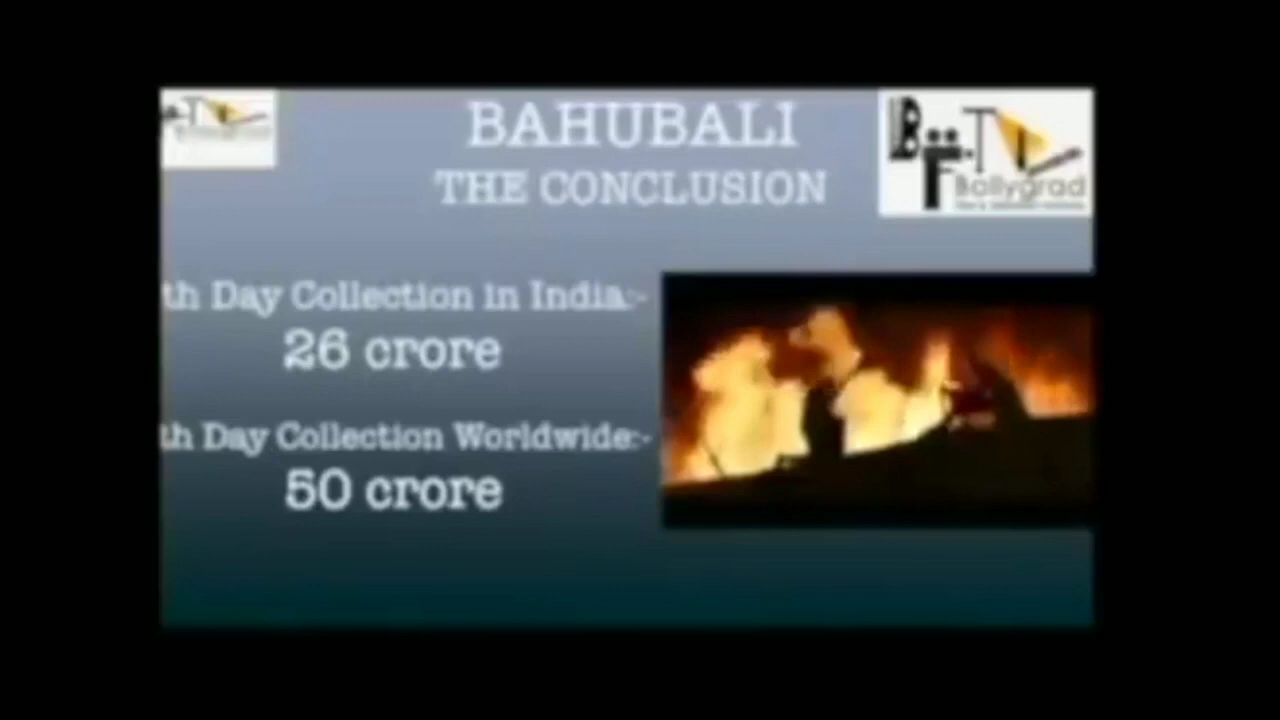 BAHUBALI
THE CONCLUSION
Bollygrad
th Day Collection in India:-
26 crore
th Day Collection Worldwide:-
50 crore